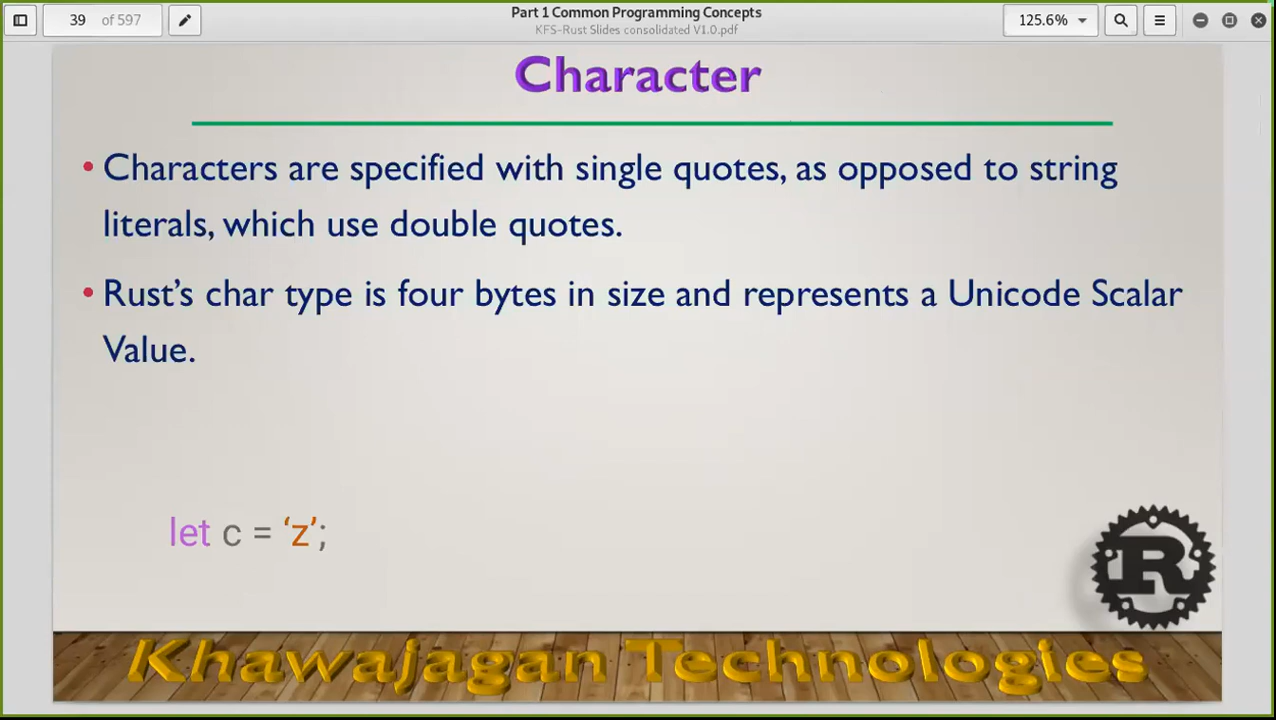 39 of 597
Part 1 Common Programming Concepts
KFS-Rust Slides consolidated V1.0.pdf
125.6%
Character
• Characters are specified with single quotes, as opposed to string
literals, which use double quotes.
• Rust’s char type is four bytes in size and represents a Unicode Scalar
Value.
let c = ‘z’;
R
Khawajagan Technologies